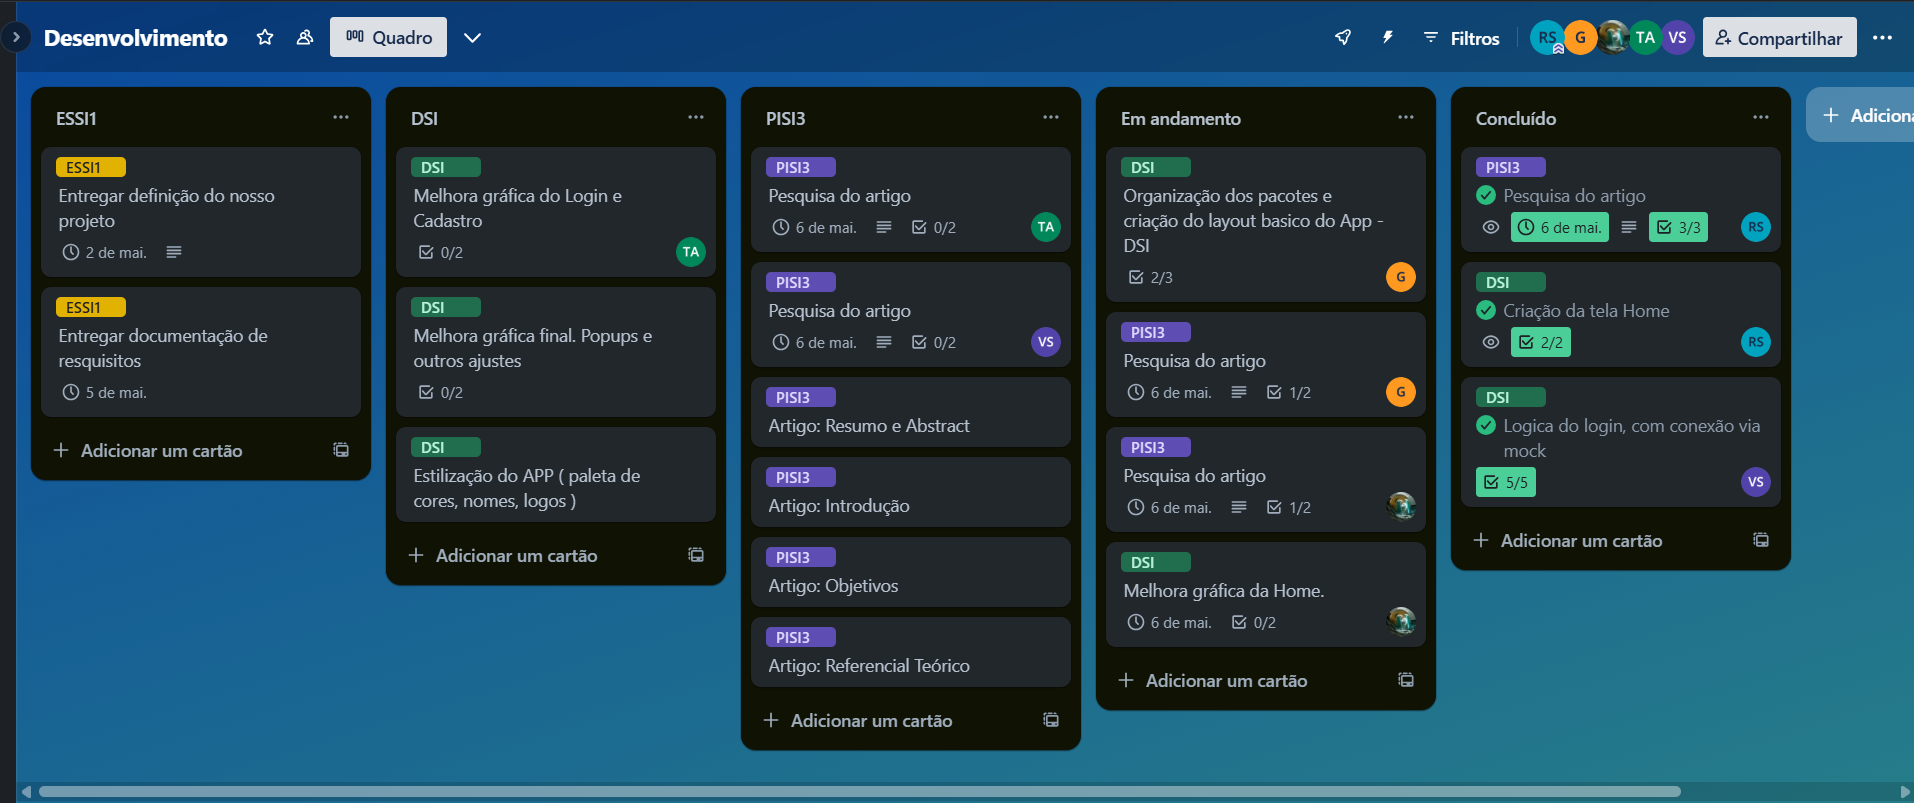 Desenvolvimento
Quadro
Filtros
RS
G
TA
VS
Compartilhar
ESSI1
ESSI1
Entregar definição do nosso
projeto
2 de mai.
ESSI1
Entregar documentação de
resquisitos
5 de mai.
Adicionar um cartão
DSI
DSI
Melhora gráfica do Login e
Cadastro
0/2
TA
DSI
Melhora gráfica final. Popups e
outros ajustes
0/2
DSI
Estilização do APP ( paleta de
cores, nomes, logos )
Adicionar um cartão
PISI3
PISI3
Pesquisa do artigo
6 de mai.
0/2
TA
PISI3
Pesquisa do artigo
6 de mai.
0/2
VS
PISI3
Artigo: Resumo e Abstract
PISI3
Artigo: Introdução
PISI3
Artigo: Objetivos
PISI3
Artigo: Referencial Teórico
Adicionar um cartão
Em andamento
DSI
Organização dos pacotes e
criação do layout basico do App -
DSI
2/3
G
PISI3
Pesquisa do artigo
6 de mai.
1/2
G
PISI3
Pesquisa do artigo
6 de mai.
1/2
DSI
Melhora gráfica da Home.
6 de mai.
0/2
Adicionar um cartão
Concluído
PISI3
Pesquisa do artigo
6 de mai.
3/3
RS
DSI
Criação da tela Home
2/2
RS
DSI
Logica do login, com conexão via
mock
5/5
VS
Adicionar um cartão
Adiciona